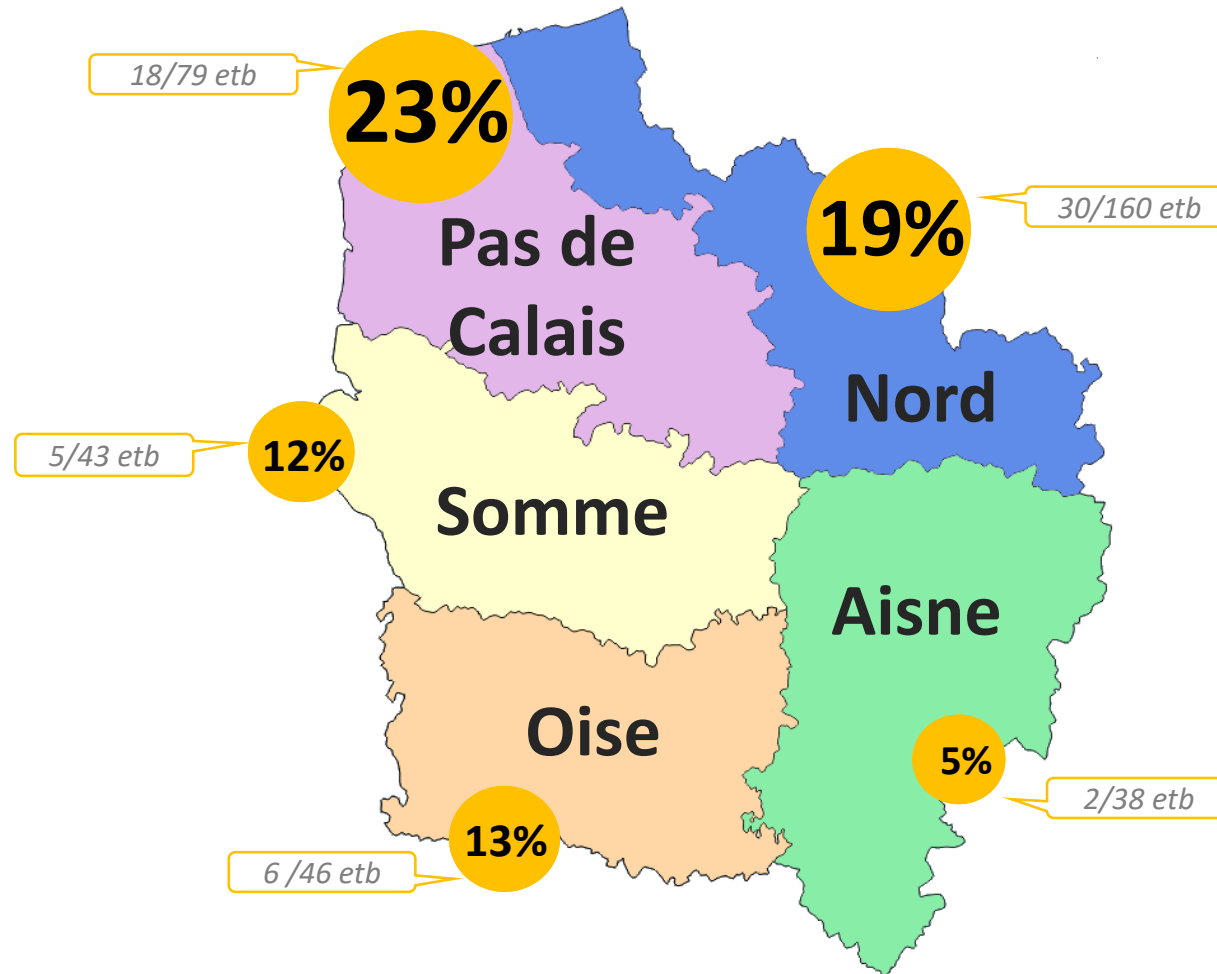 18/79 etb
23%
19%
30/160 etb
Pas de
Calais
Nord
5/43 etb
12%
Somme
Aisne
Oise
5%
2/38 etb
13%
6 /46 etb